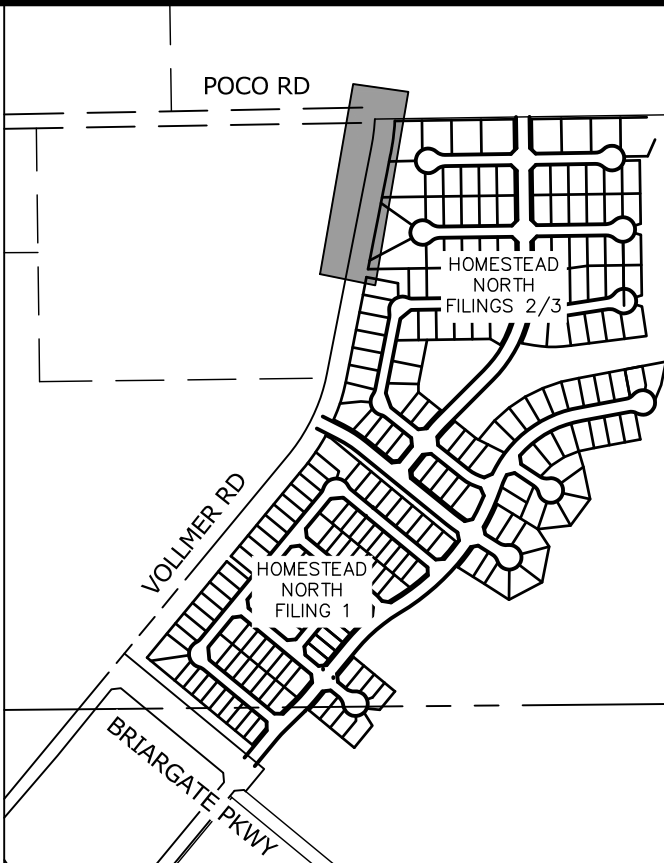 POCO RD
HOMESTEAD
NORTH
FILINGS 2/3
VOLLMER RD
HOMESTEAD
NORTH
FILING 1
BRIARGATE PKWY